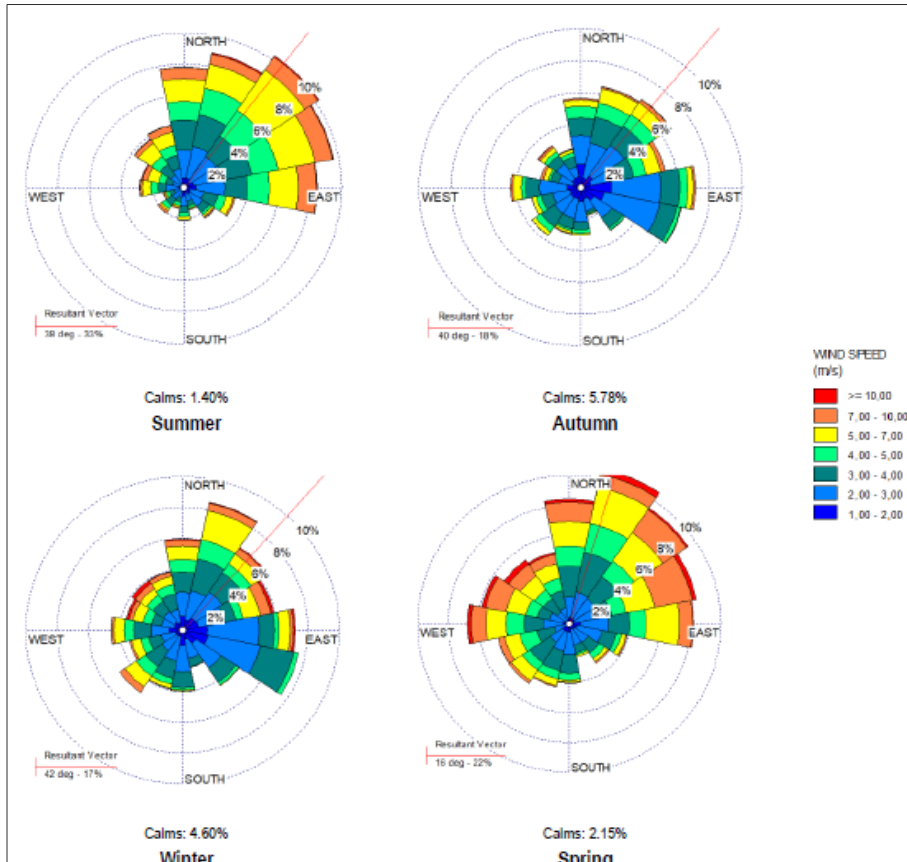 NORTH
10%
8%
6%
4%
2%
WEST
EAST
SOUTH
Resultant Vector
38 deg - 33%
Calms: 1.40%
Summer
NORTH
10%
8%
6%
4%
2%
WEST
EAST
SOUTH
Resultant Vector
40 deg - 18%
Calms: 5.78%
Autumn
WIND SPEED
(m/s)
>= 10,00
7,00 - 10,00
5,00 - 7,00
4,00 - 5,00
3,00 - 4,00
2,00 - 3,00
1,00 - 2,00
NORTH
10%
8%
6%
4%
2%
WEST
EAST
SOUTH
Resultant Vector
42 deg - 17%
Calms: 4.60%
Winter
NORTH
10%
8%
6%
4%
2%
WEST
EAST
SOUTH
Resultant Vector
16 deg - 22%
Calms: 2.15%
Spring